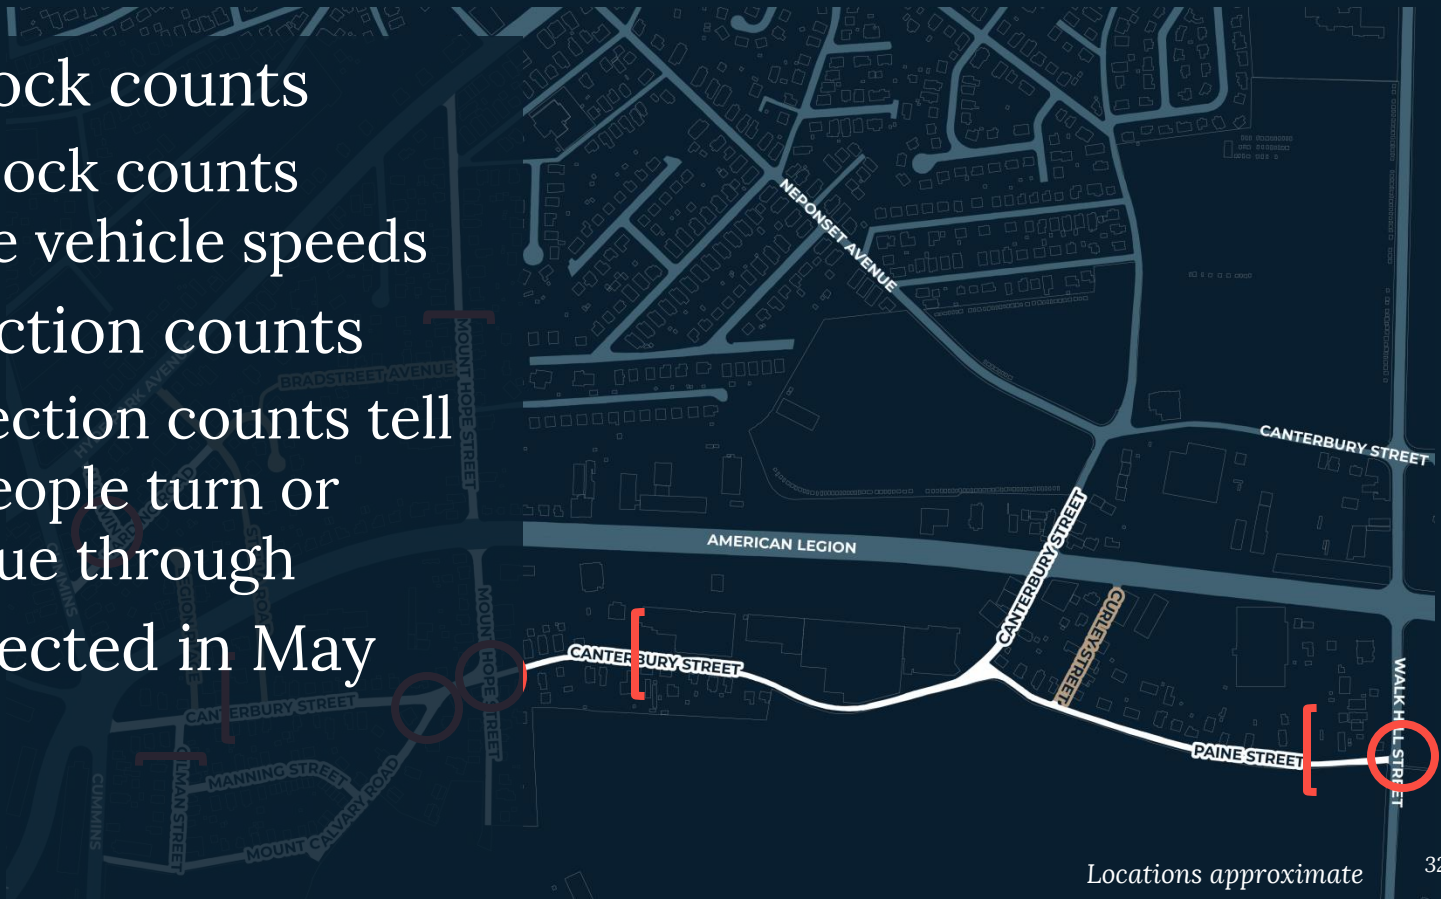 ock counts
ock counts
e vehicle speeds
ction counts
ection counts tell
eople turn or
ue through
ected in May
NEPONSET AVENUE
CANTERBURY STREET
AMERICAN LEGION
CANTERBURY STREET
CURLEY STREET
CANTERBURY STREET
PAINE STREET
WALK HILL STREET
BRADSTREET AVENUE
MOUNT HOPE STREET
MOUNT HOPE STREET
CANTERBURY STREET
MANNING STREET
MOUNT CALVARY ROAD
CUMMINS
Locations approximate
32